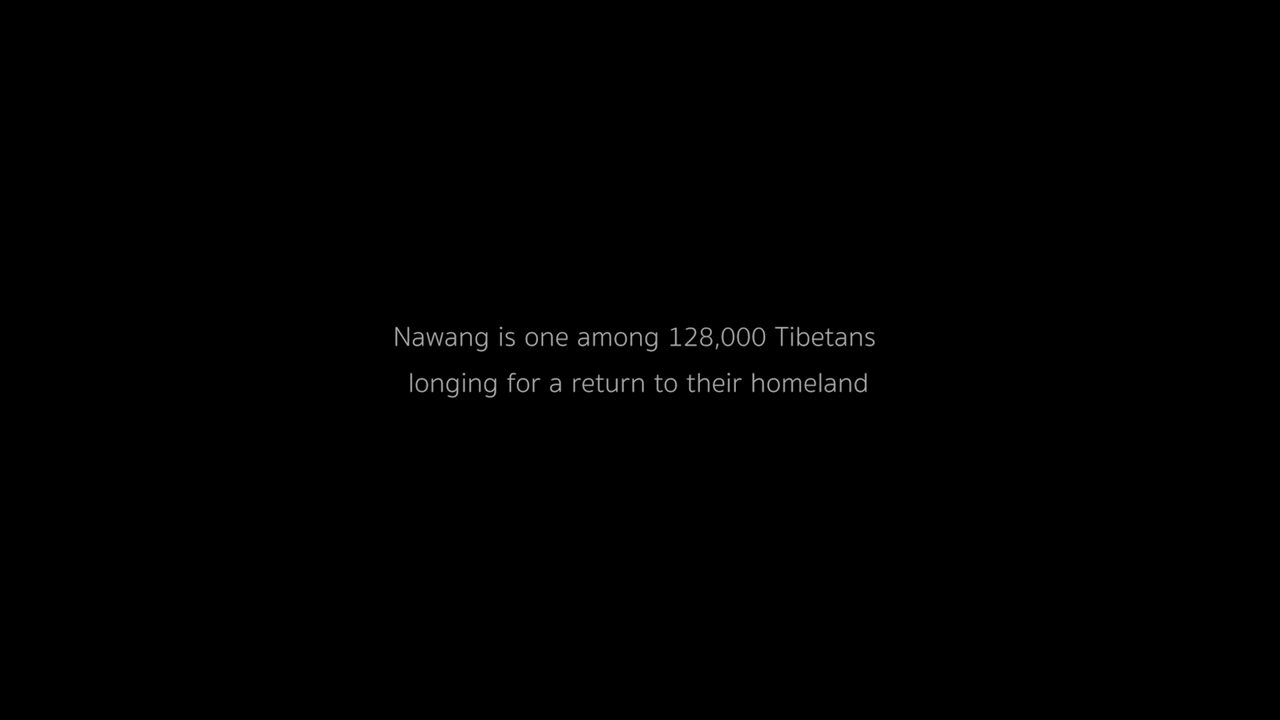 Nawang is one among 128,000 Tibetans
longing for a return to their homeland